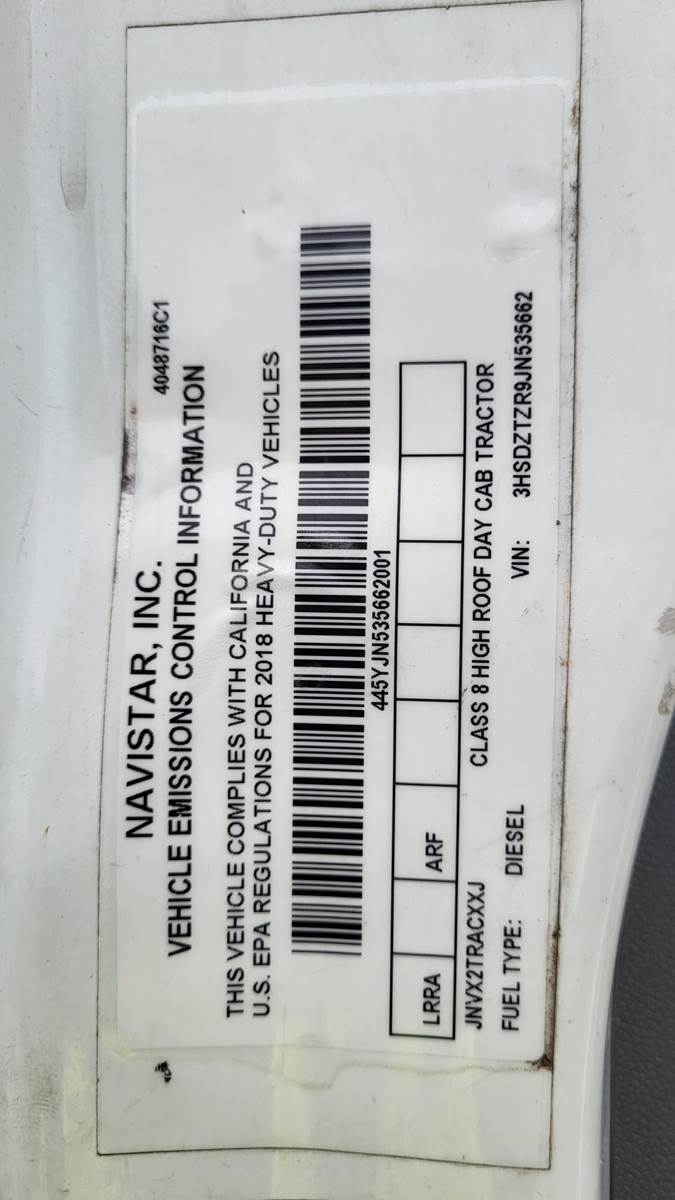 NAVISTAR, INC.
4048716C1
VEHICLE EMISSIONS CONTROL INFORMATION
THIS VEHICLE COMPLIES WITH CALIFORNIA AND
U.S. EPA REGULATIONS FOR 2018 HEAVY-DUTY VEHICLES
445YJN535662001
LRRA ARF
JNVX2TRACXXJ CLASS 8 HIGH ROOF DAY CAB TRACTOR
FUEL TYPE: DIESEL VIN: 3HSDZTZR9JN535662